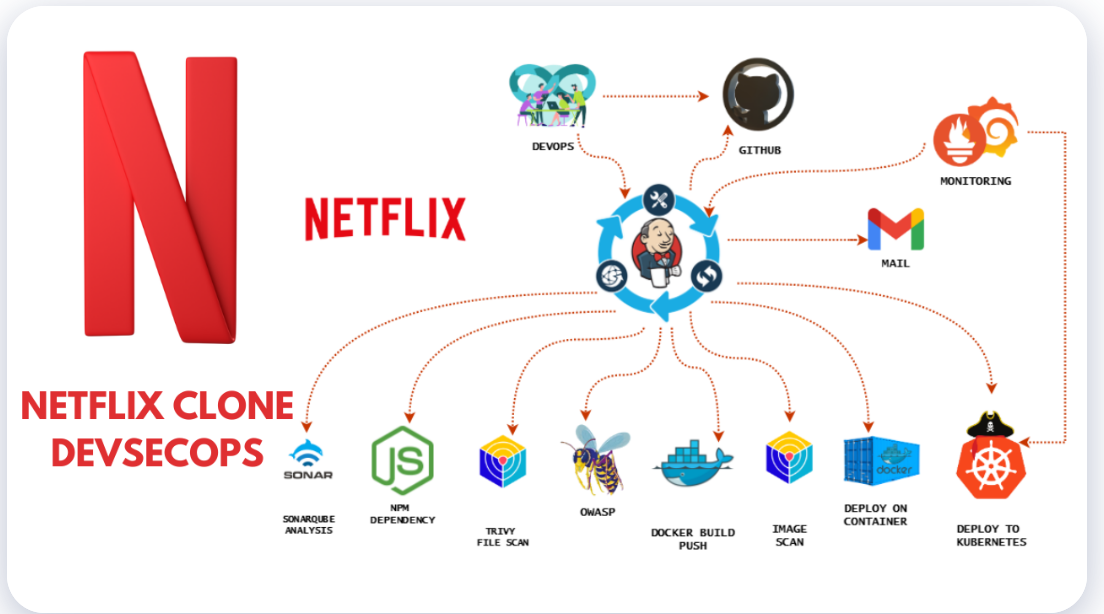 DEVOPS
GITHUB
MONITORING
NETFLIX
MAIL
NETFLIX CLONE
DEVSECOPS
SONAR
SONARQUBE
ANALYSIS
JS
NPM
DEPENDENCY
TRIVY
FILE SCAN
OWASP
DOCKER BUILD
PUSH
IMAGE
SCAN
docker
DEPLOY ON
CONTAINER
DEPLOY TO
KUBERNETES